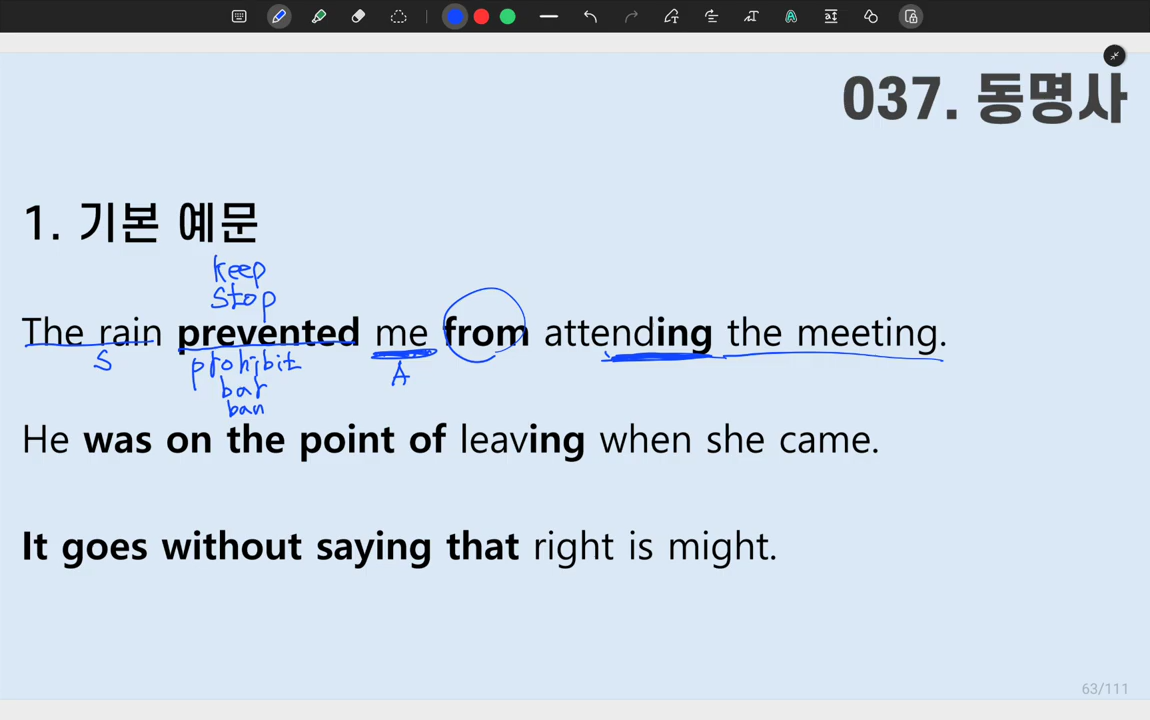 037. 동명사
1. 기본 예문
keep
stop
The rain prevented me from attending the meeting.
S
prohibit
A
bar
ban
He was on the point of leaving when she came.
It goes without saying that right is might.
63/111